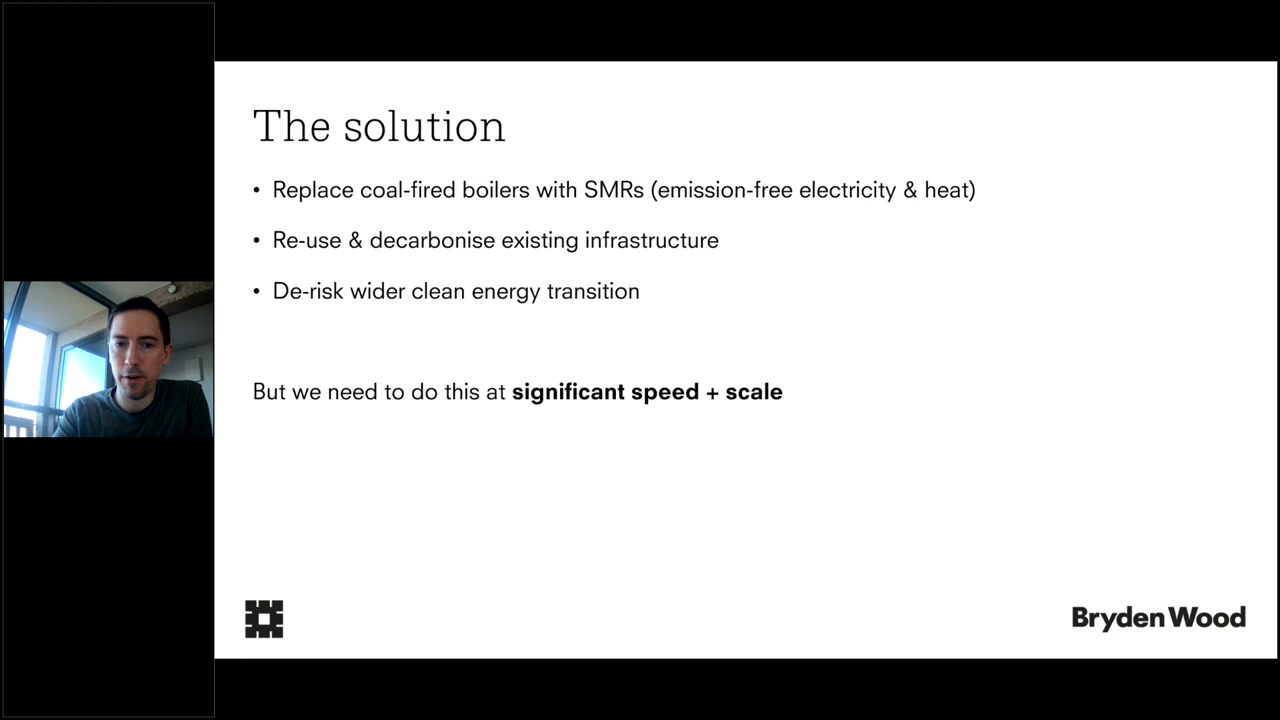 The solution
• Replace coal-fired boilers with SMRs (emission-free electricity & heat)
• Re-use & decarbonise existing infrastructure
• De-risk wider clean energy transition
But we need to do this at significant speed + scale
Bryden Wood